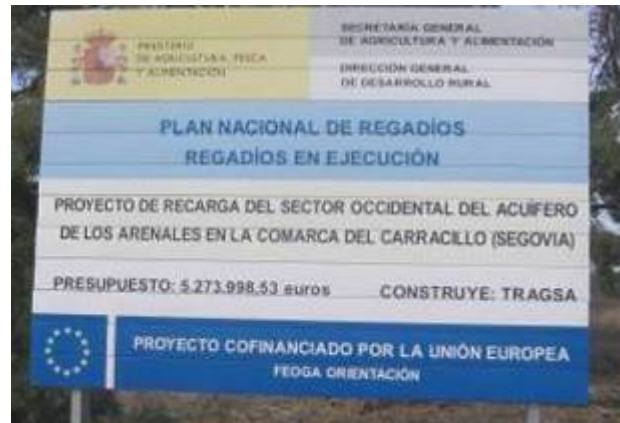 MINISTERIO
DE AGRICULTURA, PESCA
Y ALIMENTACIÓN
SECRETARÍA GENERAL
DE AGRICULTURA Y ALIMENTACIÓN
DIRECCIÓN GENERAL
DE DESARROLLO RURAL
PLAN NACIONAL DE REGADÍOS
REGADÍOS EN EJECUCIÓN
PROYECTO DE RECARGA DEL SECTOR OCCIDENTAL DEL ACUÍFERO
DE LOS ARENALES EN LA COMARCA DEL CARRACILLO (SEGOVIA)
PRESUPUESTO: 5.273.998,53 euros CONSTRUYE: TRAGSA
PROYECTO COFINANCIADO POR LA UNIÓN EUROPEA
FEOGA ORIENTACIÓN